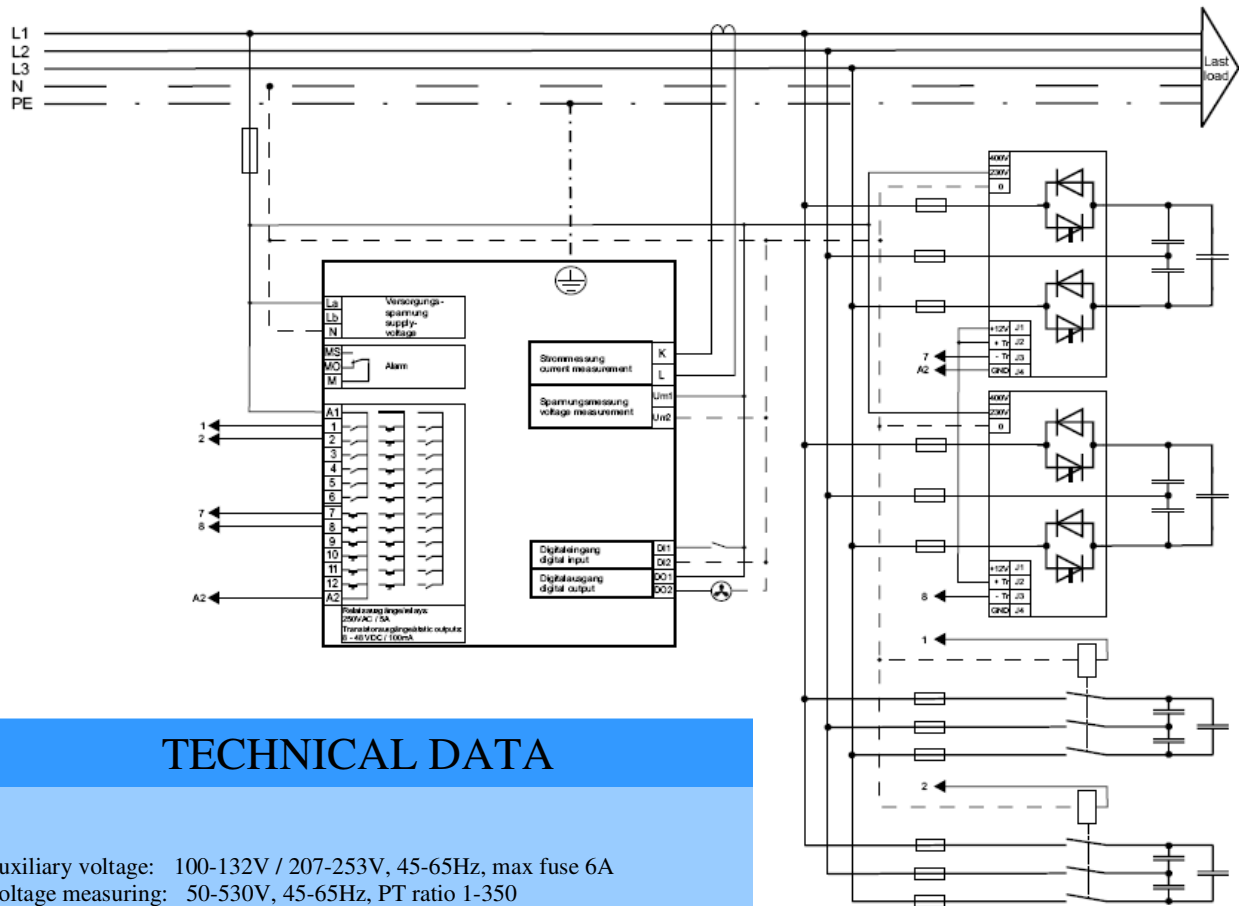 L1
L2
L3
N
PE
Last
load
400V
230V
0
La
Lb
N
Versorgungs-
spannung
supply-
voltage
MS
MO
M
Alarm
Strommessung
current measurement
K
L
Spannungsmessung
voltage measurement
Um1
Um2
+12V J1
+ Tr J2
- Tr J3
GND J4
7
A2
400V
230V
0
A1
1
2
3
4
5
6
7
8
9
10
11
12
A2
1
2
7
8
A2
Digitaleingang
digital input
DI1
DI2
Digitalausgang
digital output
DO1
DO2
Relaisausgänge/relays:
250VAC / 5A
Transistorausgänge/static outputs:
8 - 48 VDC / 100mA
+12V J1
+ Tr J2
- Tr J3
GND J4
8
1
2
TECHNICAL DATA
uxiliary voltage: 100-132V / 207-253V, 45-65Hz, max fuse 6A
oltage measuring: 50-530V, 45-65Hz, PT ratio 1-350